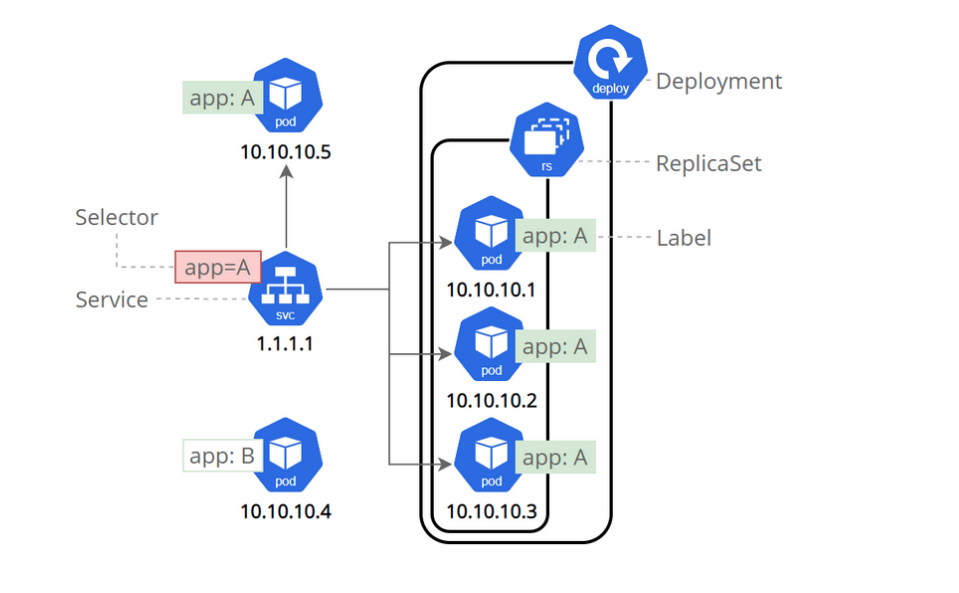 deploy
Deployment
app: A
pod
10.10.10.5
rs
ReplicaSet
Selector
app=A
Service
svc
1.1.1.1
pod
app: A
Label
10.10.10.1
pod
app: A
10.10.10.2
app: B
pod
10.10.10.4
pod
app: A
10.10.10.3